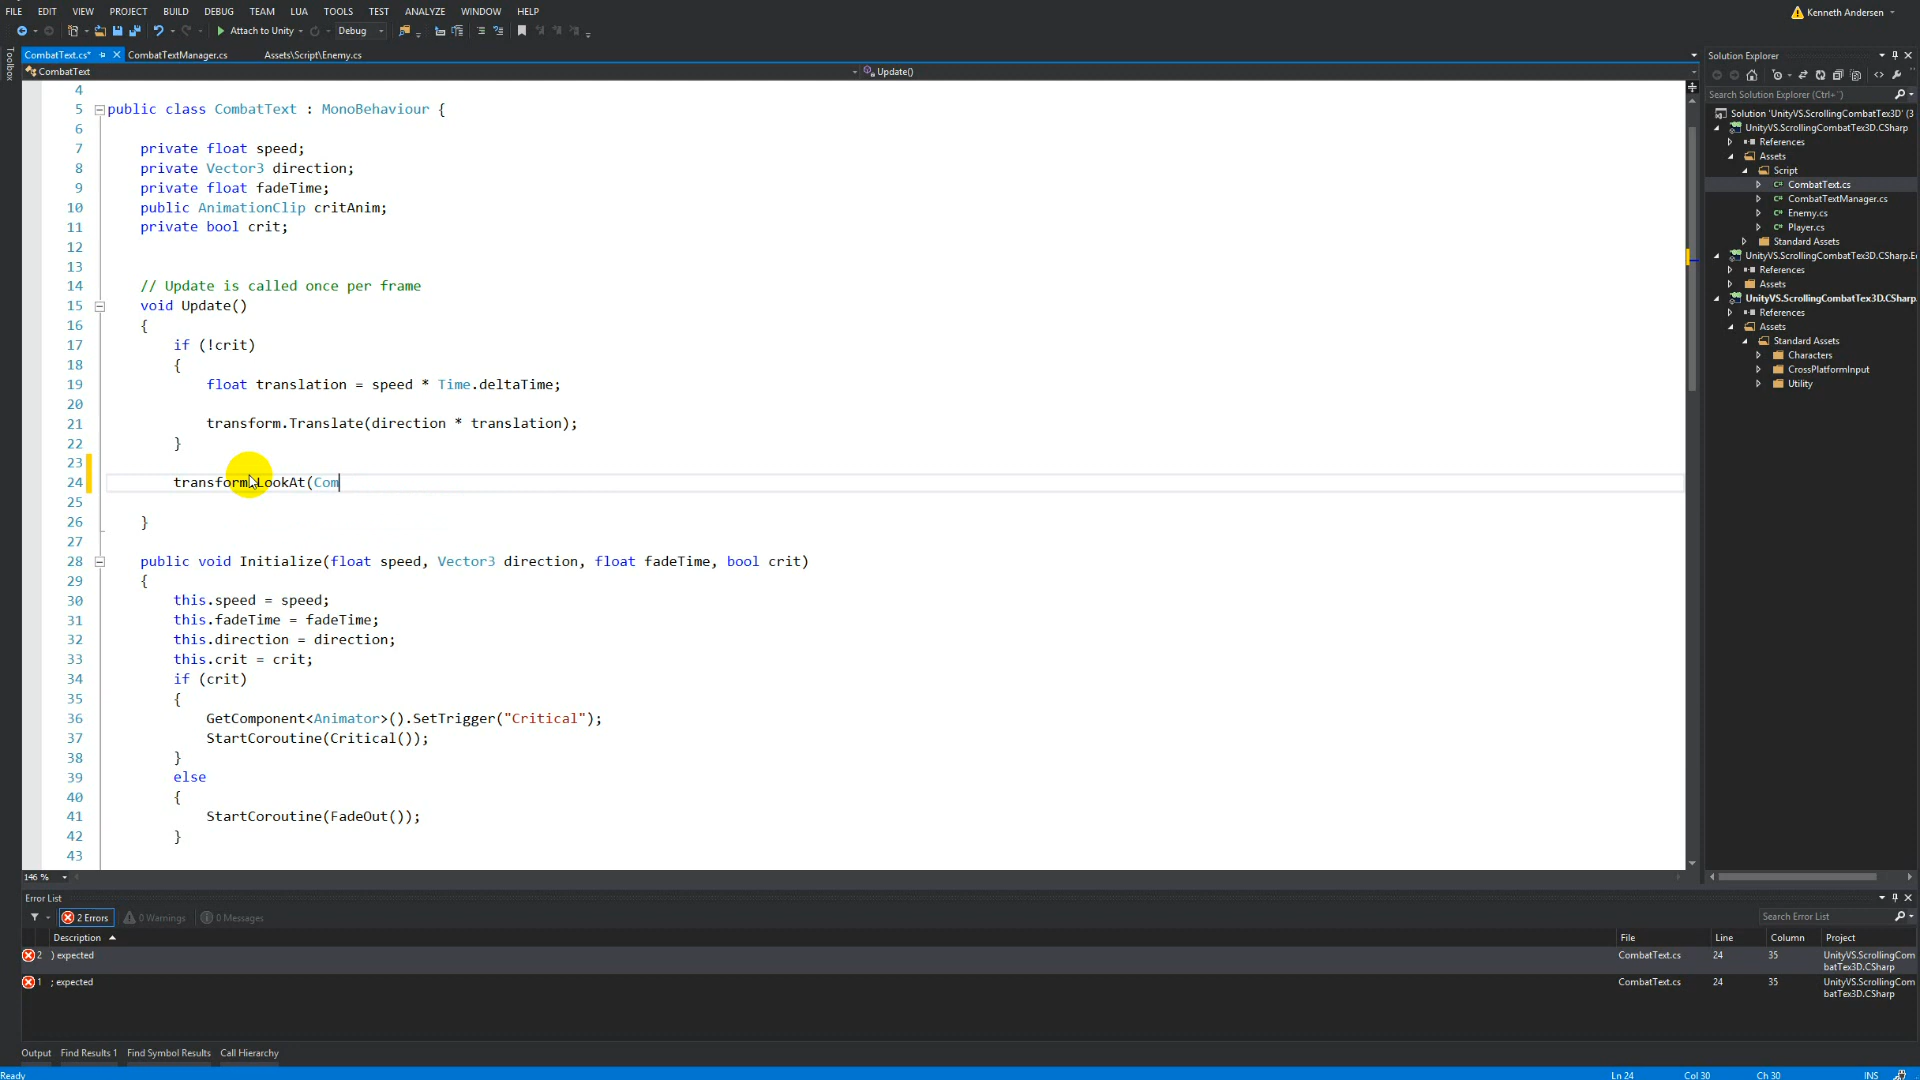 FILE EDIT VIEW PROJECT BUILD DEBUG TEAM LUA TOOLS TEST ANALYZE WINDOW HELP
Kenneth Andersen
Attach to Unity Debug
CombatText.cs* CombatTextManager.cs Assets\Script\Enemy.cs
CombatText Update()
Toolbox
4
5 public class CombatText : MonoBehaviour {
6
7 private float speed;
8 private Vector3 direction;
9 private float fadeTime;
10 public AnimationClip critAnim;
11 private bool crit;
12
13
14 // Update is called once per frame
15 void Update()
16 {
17 if (!crit)
18 {
19 float translation = speed * Time.deltaTime;
20
21 transform.Translate(direction * translation);
22 }
23
24 transform.LookAt(Com
25
26 }
27
28 public void Initialize(float speed, Vector3 direction, float fadeTime, bool crit)
29 {
30 this.speed = speed;
31 this.fadeTime = fadeTime;
32 this.direction = direction;
33 this.crit = crit;
34 if (crit)
35 {
36 GetComponent<Animator>().SetTrigger("Critical");
37 StartCoroutine(Critical());
38 }
39 else
40 {
41 StartCoroutine(FadeOut());
42 }
43
146 %
Solution Explorer
Search Solution Explorer (Ctrl+¨)
Solution 'UnityVS.ScrollingCombatTex3D' (3
UnityVS.ScrollingCombatTex3D.CSharp
References
Assets
Script
CombatText.cs
CombatTextManager.cs
Enemy.cs
Player.cs
Standard Assets
UnityVS.ScrollingCombatTex3D.CSharp.E
References
Assets
UnityVS.ScrollingCombatTex3D.CSharp.
References
Assets
Standard Assets
Characters
CrossPlatformInput
Utility
Error List
2 Errors 0 Warnings 0 Messages
Search Error List
Description File Line Column Project
2 ) expected CombatText.cs 24 35 UnityVS.ScrollingCom
batTex3D.CSharp
1 ; expected CombatText.cs 24 35 UnityVS.ScrollingCom
batTex3D.CSharp
Output Find Results 1 Find Symbol Results Call Hierarchy
Ready Ln 24 Col 30 Ch 30 INS